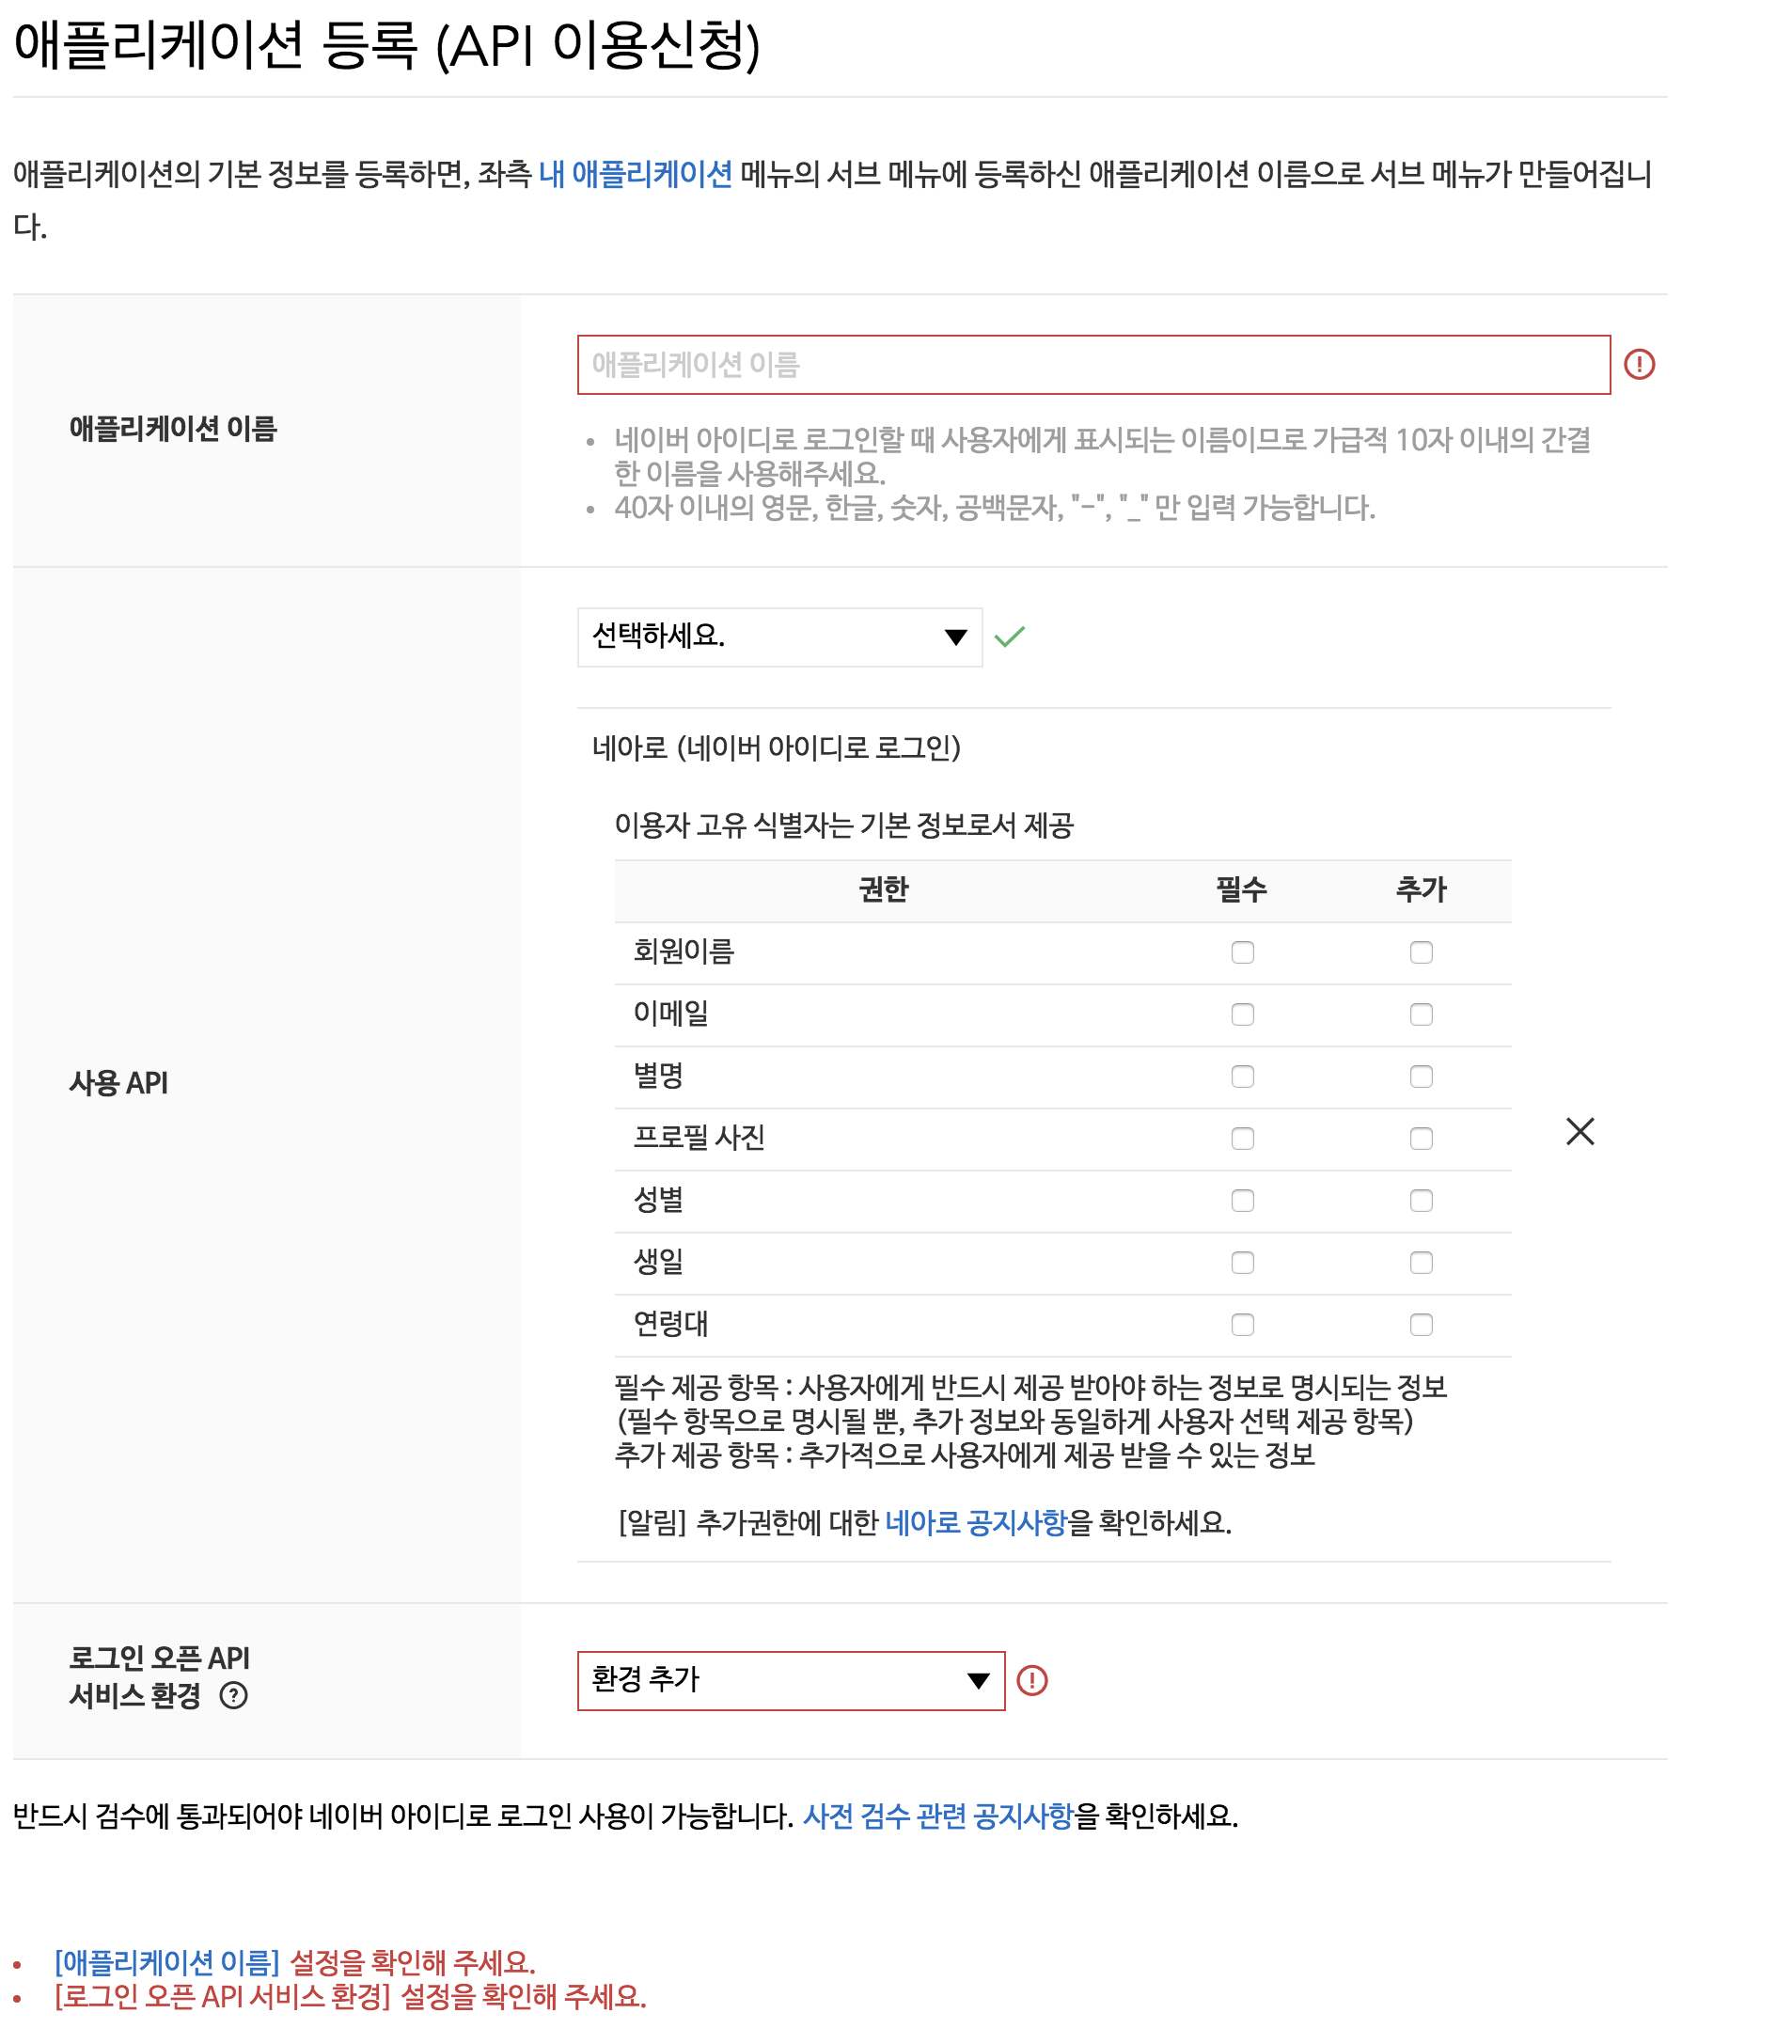 애플리케이션 등록 (API 이용신청)
애플리케이션의 기본 정보를 등록하면, 좌측 내 애플리케이션 메뉴의 서브 메뉴에 등록하신 애플리케이션 이름으로 서브 메뉴가 만들어집니
다.
애플리케이션 이름
애플리케이션 이름
• 네이버 아이디로 로그인할 때 사용자에게 표시되는 이름이므로 가급적 10자 이내의 간결
한 이름을 사용해주세요.
• 40자 이내의 영문, 한글, 숫자, 공백문자, "-", "_" 만 입력 가능합니다.
사용 API
선택하세요.
네아로 (네이버 아이디로 로그인)
이용자 고유 식별자는 기본 정보로서 제공
권한 필수 추가
회원이름
이메일
별명
프로필 사진
성별
생일
연령대
필수 제공 항목 : 사용자에게 반드시 제공 받아야 하는 정보로 명시되는 정보
(필수 항목으로 명시될 뿐, 추가 정보와 동일하게 사용자 선택 제공 항목)
추가 제공 항목 : 추가적으로 사용자에게 제공 받을 수 있는 정보
[알림] 추가권한에 대한 네아로 공지사항을 확인하세요.
로그인 오픈 API
서비스 환경 ?
환경 추가
반드시 검수에 통과되어야 네이버 아이디로 로그인 사용이 가능합니다. 사전 검수 관련 공지사항을 확인하세요.
• [애플리케이션 이름] 설정을 확인해 주세요.
• [로그인 오픈 API 서비스 환경] 설정을 확인해 주세요.